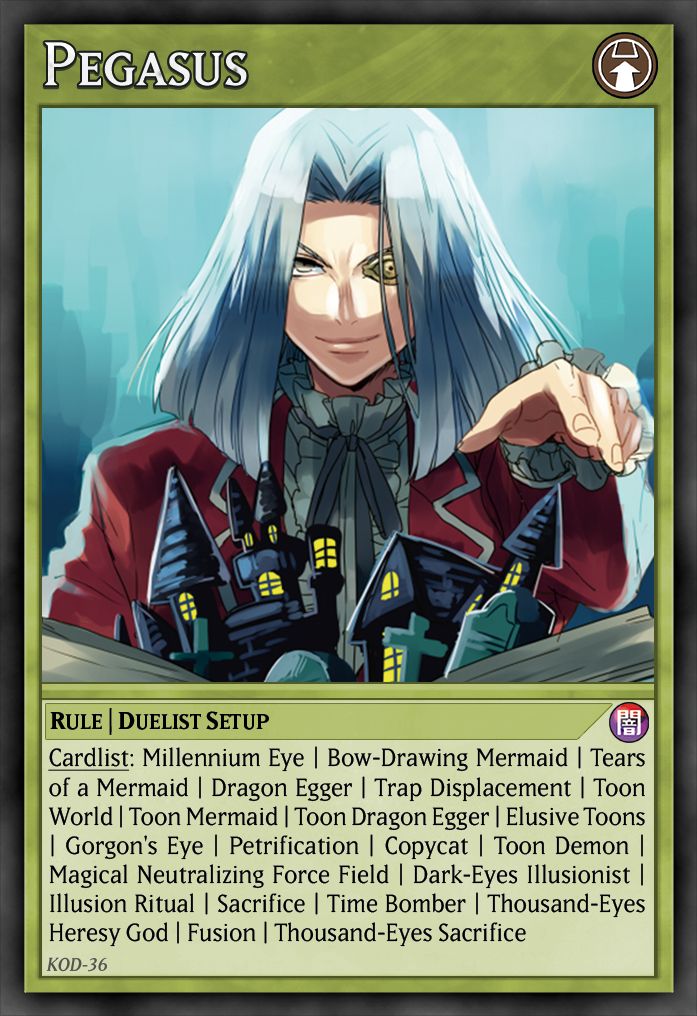 Pegasus
Rule | Duelist Setup
闇
Cardlist: Millennium Eye | Bow-Drawing Mermaid | Tears
of a Mermaid | Dragon Egger | Trap Displacement | Toon
World | Toon Mermaid | Toon Dragon Egger | Elusive Toons
| Gorgon's Eye | Petrification | Copycat | Toon Demon |
Magical Neutralizing Force Field | Dark-Eyes Illusionist |
Illusion Ritual | Sacrifice | Time Bomber | Thousand-Eyes
Heresy God | Fusion | Thousand-Eyes Sacrifice
KOD-36